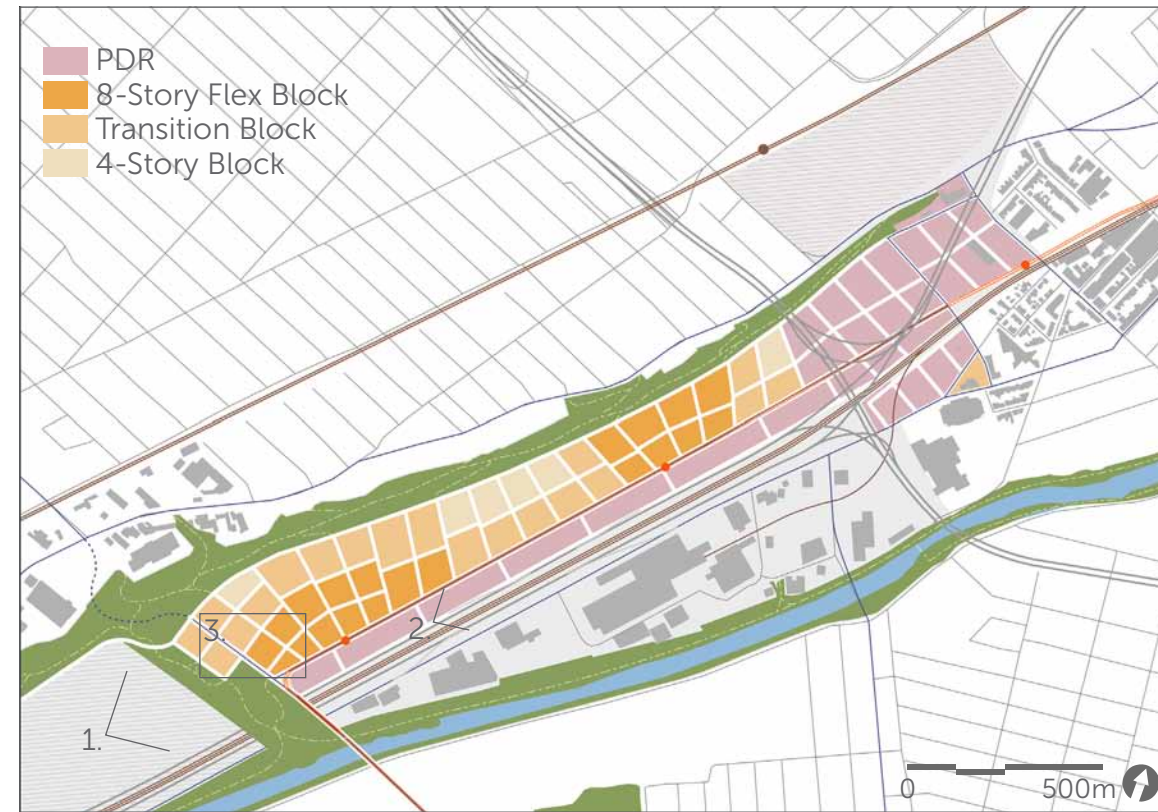 PDR
8-Story Flex Block
Transition Block
4-Story Block
3.
2.
1.
0 500m